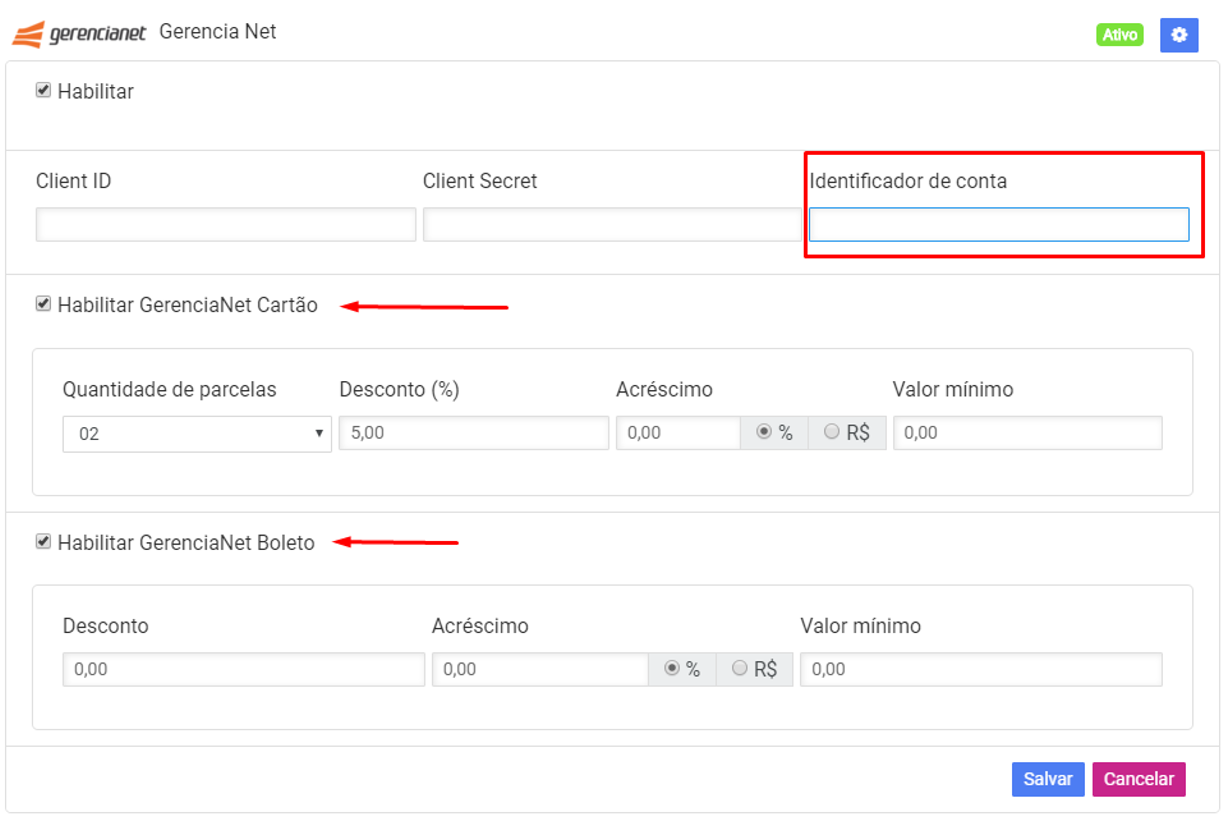 gerencianet Gerencia Net Ativo
Habilitar
Client ID Client Secret Identificador de conta
Habilitar GerenciaNet Cartão
Quantidade de parcelas Desconto (%) Acréscimo Valor mínimo
02 5,00 0,00 % R$ 0,00
Habilitar GerenciaNet Boleto
Desconto Acréscimo Valor mínimo
0,00 0,00 % R$ 0,00
Salvar Cancelar